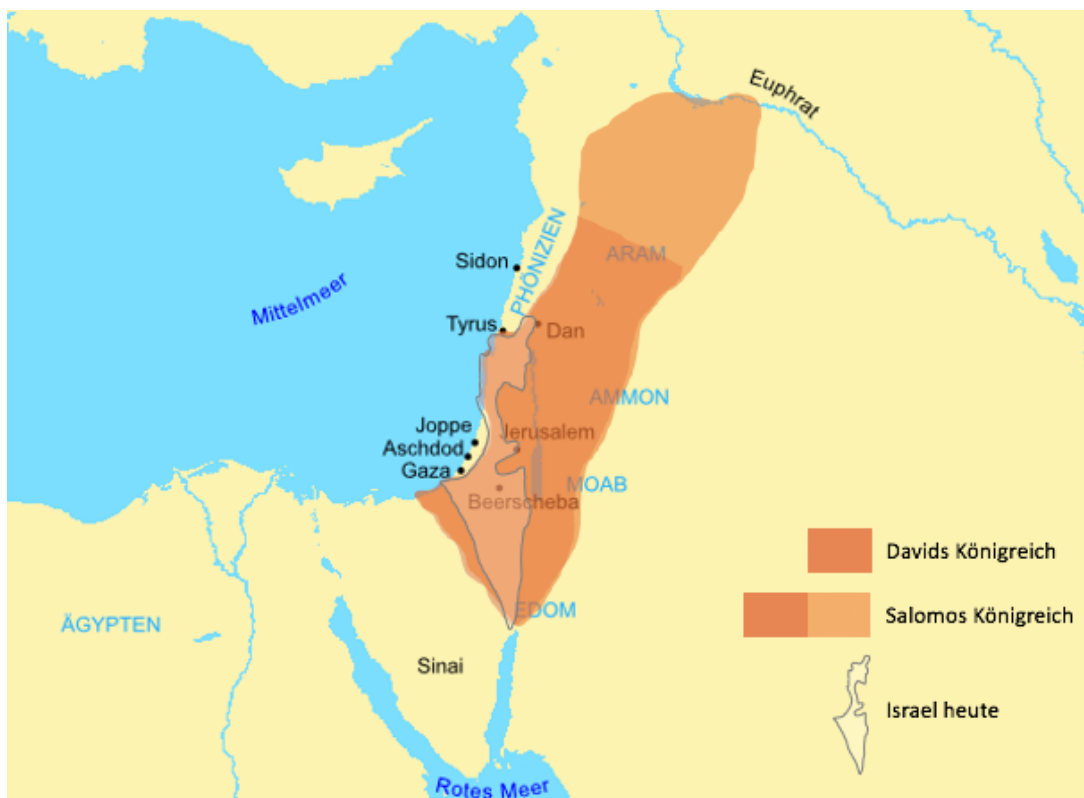 Euphrat
PHÖNIZIEN
ARAM
Sidon
Mittelmeer
Tyrus
Dan
AMMON
Joppe
Jerusalem
Aschdod
Gaza
MOAB
Beerscheba
Davids Königreich
EDOM
Salomos Königreich
ÄGYPTEN
Sinai
Israel heute
Rotes Meer